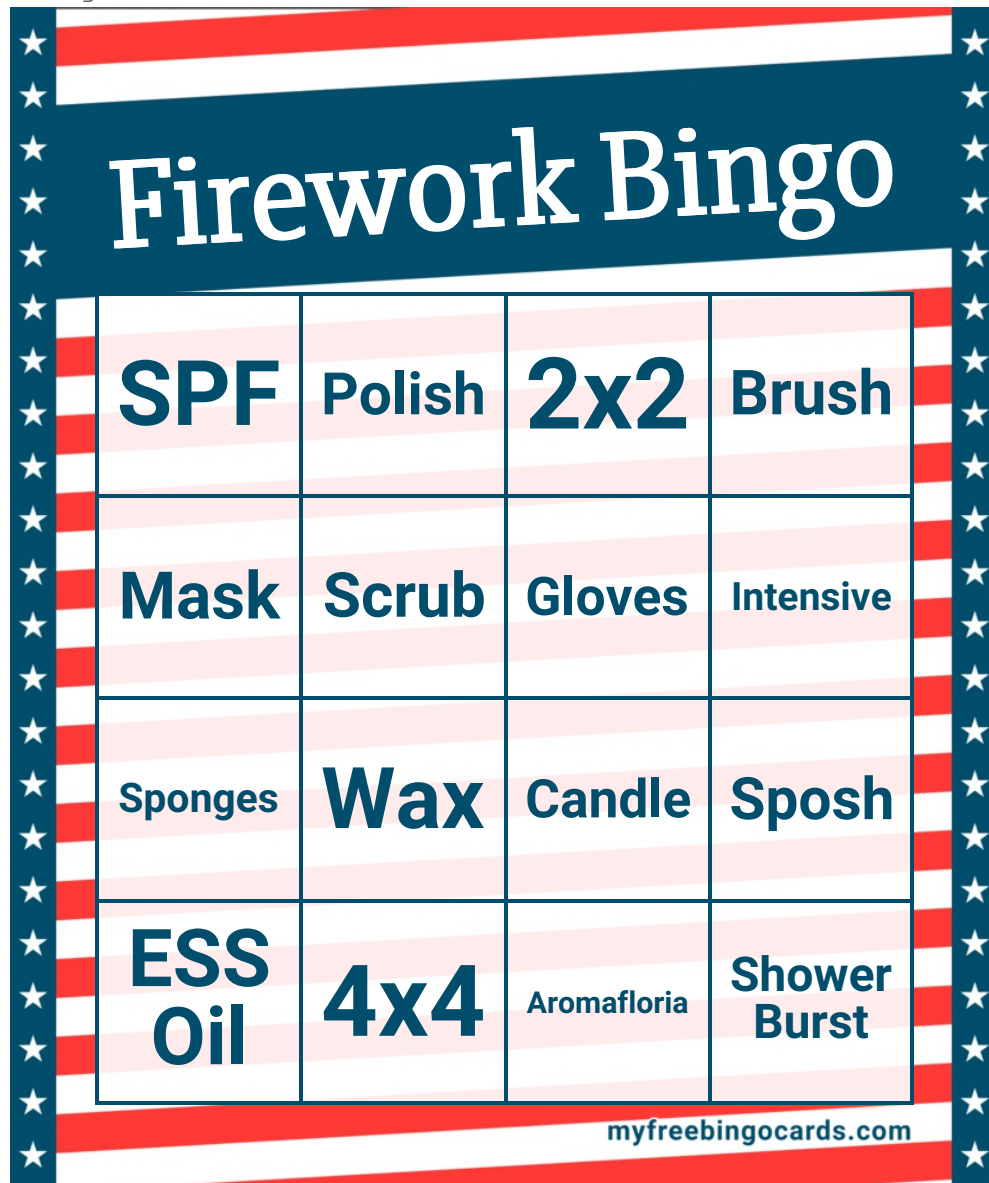 Firework Bingo
SPF
Polish
2x2
Brush
Mask
Scrub
Gloves
Intensive
Sponges
Wax
Candle
Sposh
ESS
Oil
4x4
Aromafloria
Shower
Burst
myfreebingocards.com